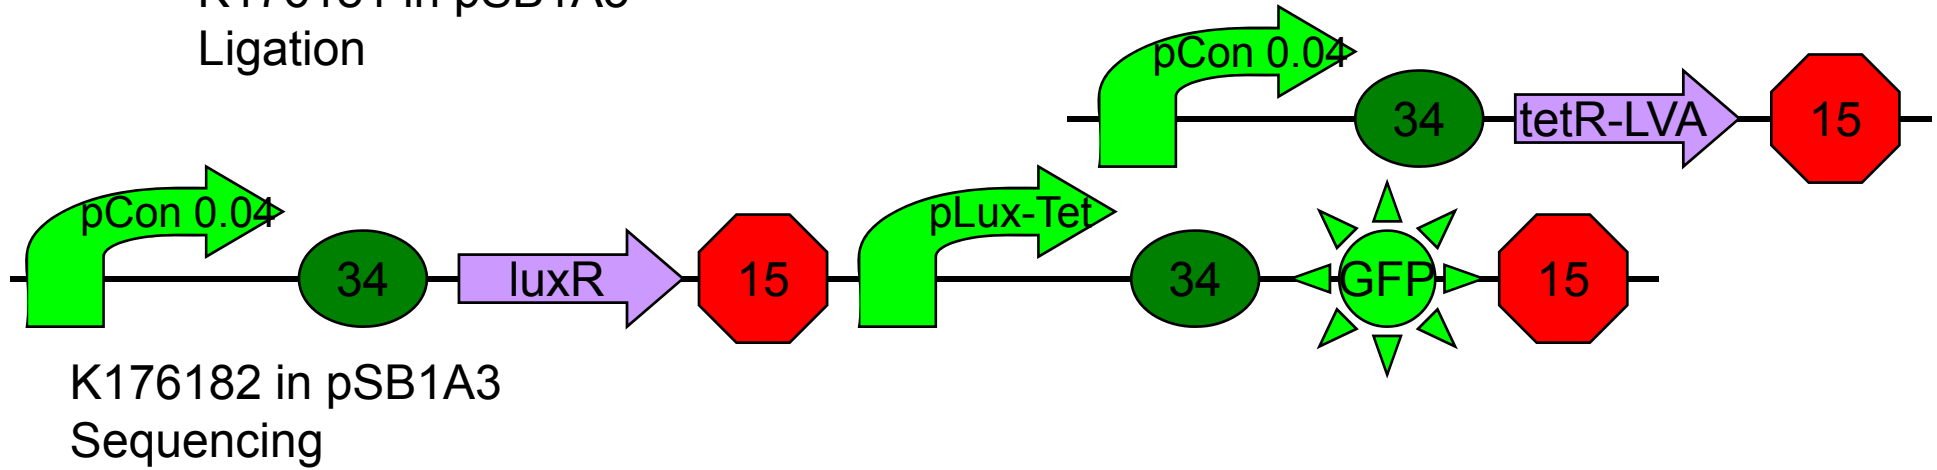 Ligation
pCon 0.04
34 tetR-LVA 15
pCon 0.04 pLux-Tet
34 luxR 15 34 GFP 15
K176182 in pSB1A3
Sequencing